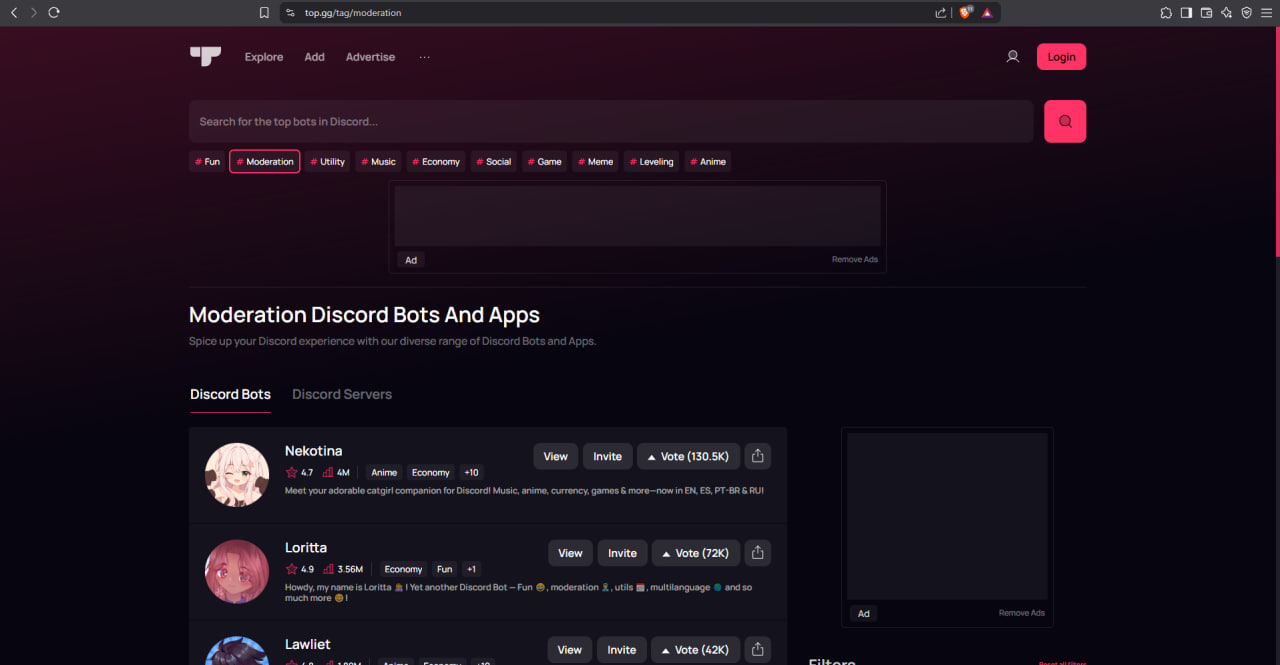 top.gg/tag/moderation
Explore Add Advertise ...
Login
Search for the top bots in Discord...
# Fun # Moderation # Utility # Music # Economy # Social # Game # Meme # Leveling # Anime
Ad Remove Ads
Moderation Discord Bots And Apps
Spice up your Discord experience with our diverse range of Discord Bots and Apps.
Discord Bots Discord Servers
Nekotina
View Invite Vote (130.5K)
4.7 4M Anime Economy +10
Meet your adorable catgirl companion for Discord! Music, anime, currency, games & more—now in EN, ES, PT-BR & RU!
Loritta
View Invite Vote (72K)
4.9 3.56M Economy Fun +1
Howdy, my name is Loritta ! Yet another Discord Bot — Fun , moderation , utils , multilanguage and so
much more !
Ad Remove Ads
Lawliet
View Invite Vote (42K)
Anime Economy +10
Filters Reset all filters